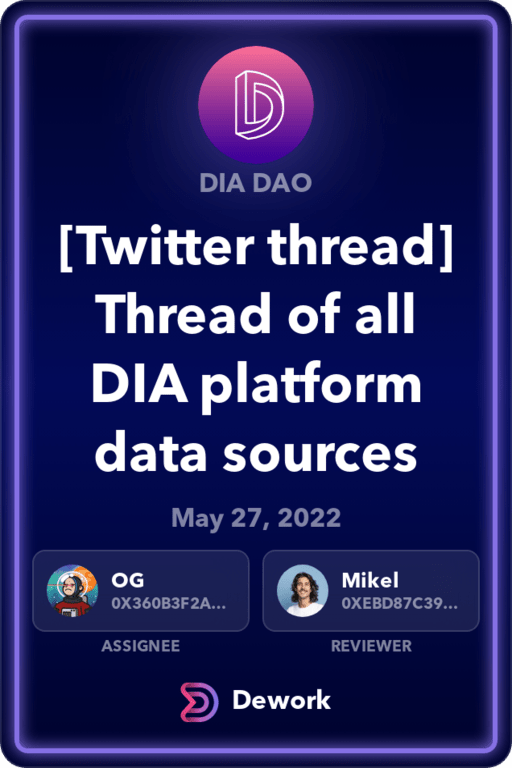 DIA DAO
[Twitter thread]
Thread of all
DIA platform
data sources
May 27, 2022
OG
0X360B3F2A...
ASSIGNEE
Mikel
0XEBD87C39...
REVIEWER
Dework